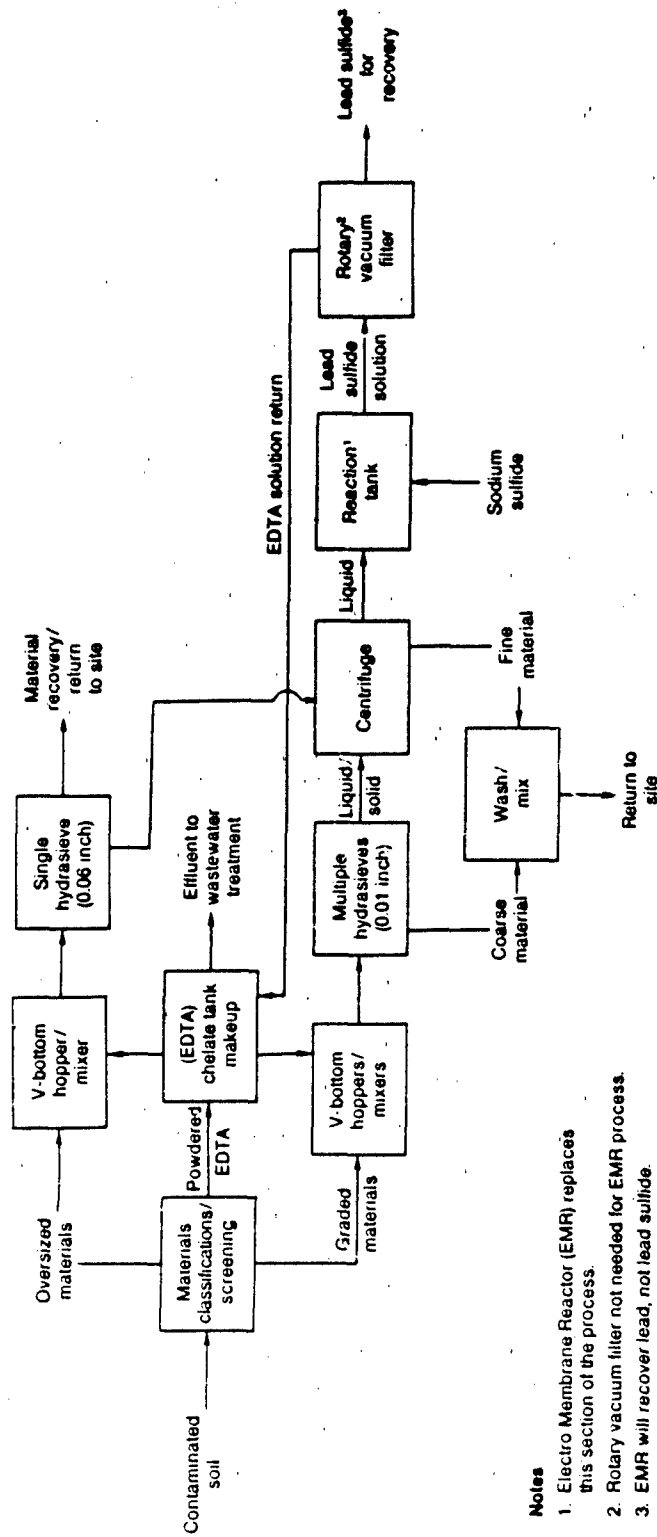 Contaminated
soil
Materials
classifications/
screening
Oversized
materials
Powdered
EDTA
Graded
materials
V-bottom
hopper/
mixer
(EDTA)
chelate tank
makeup
V-bottom
hoppers/
mixers
Single
hydrasieve
(0.06 inch)
Material
recovery/
return
to site
Effluent to
wastewater
treatment
Multiple
hydrasieves
(0.01 inch)
Liquid/
solid
Coarse
material
Centrifuge
Fine
material
Wash/
mix
Return to
site
Liquid
EDTA solution return
Reaction¹
tank
Sodium
sulfide
Lead
sulfide
solution
Rotary²
vacuum
filter
Lead sulfide³
for
recovery
Notes
1. Electro Membrane Reactor (EMR) replaces
this section of the process.
2. Rotary vacuum filter not needed for EMR process.
3. EMR will recover lead, not lead sulfide.